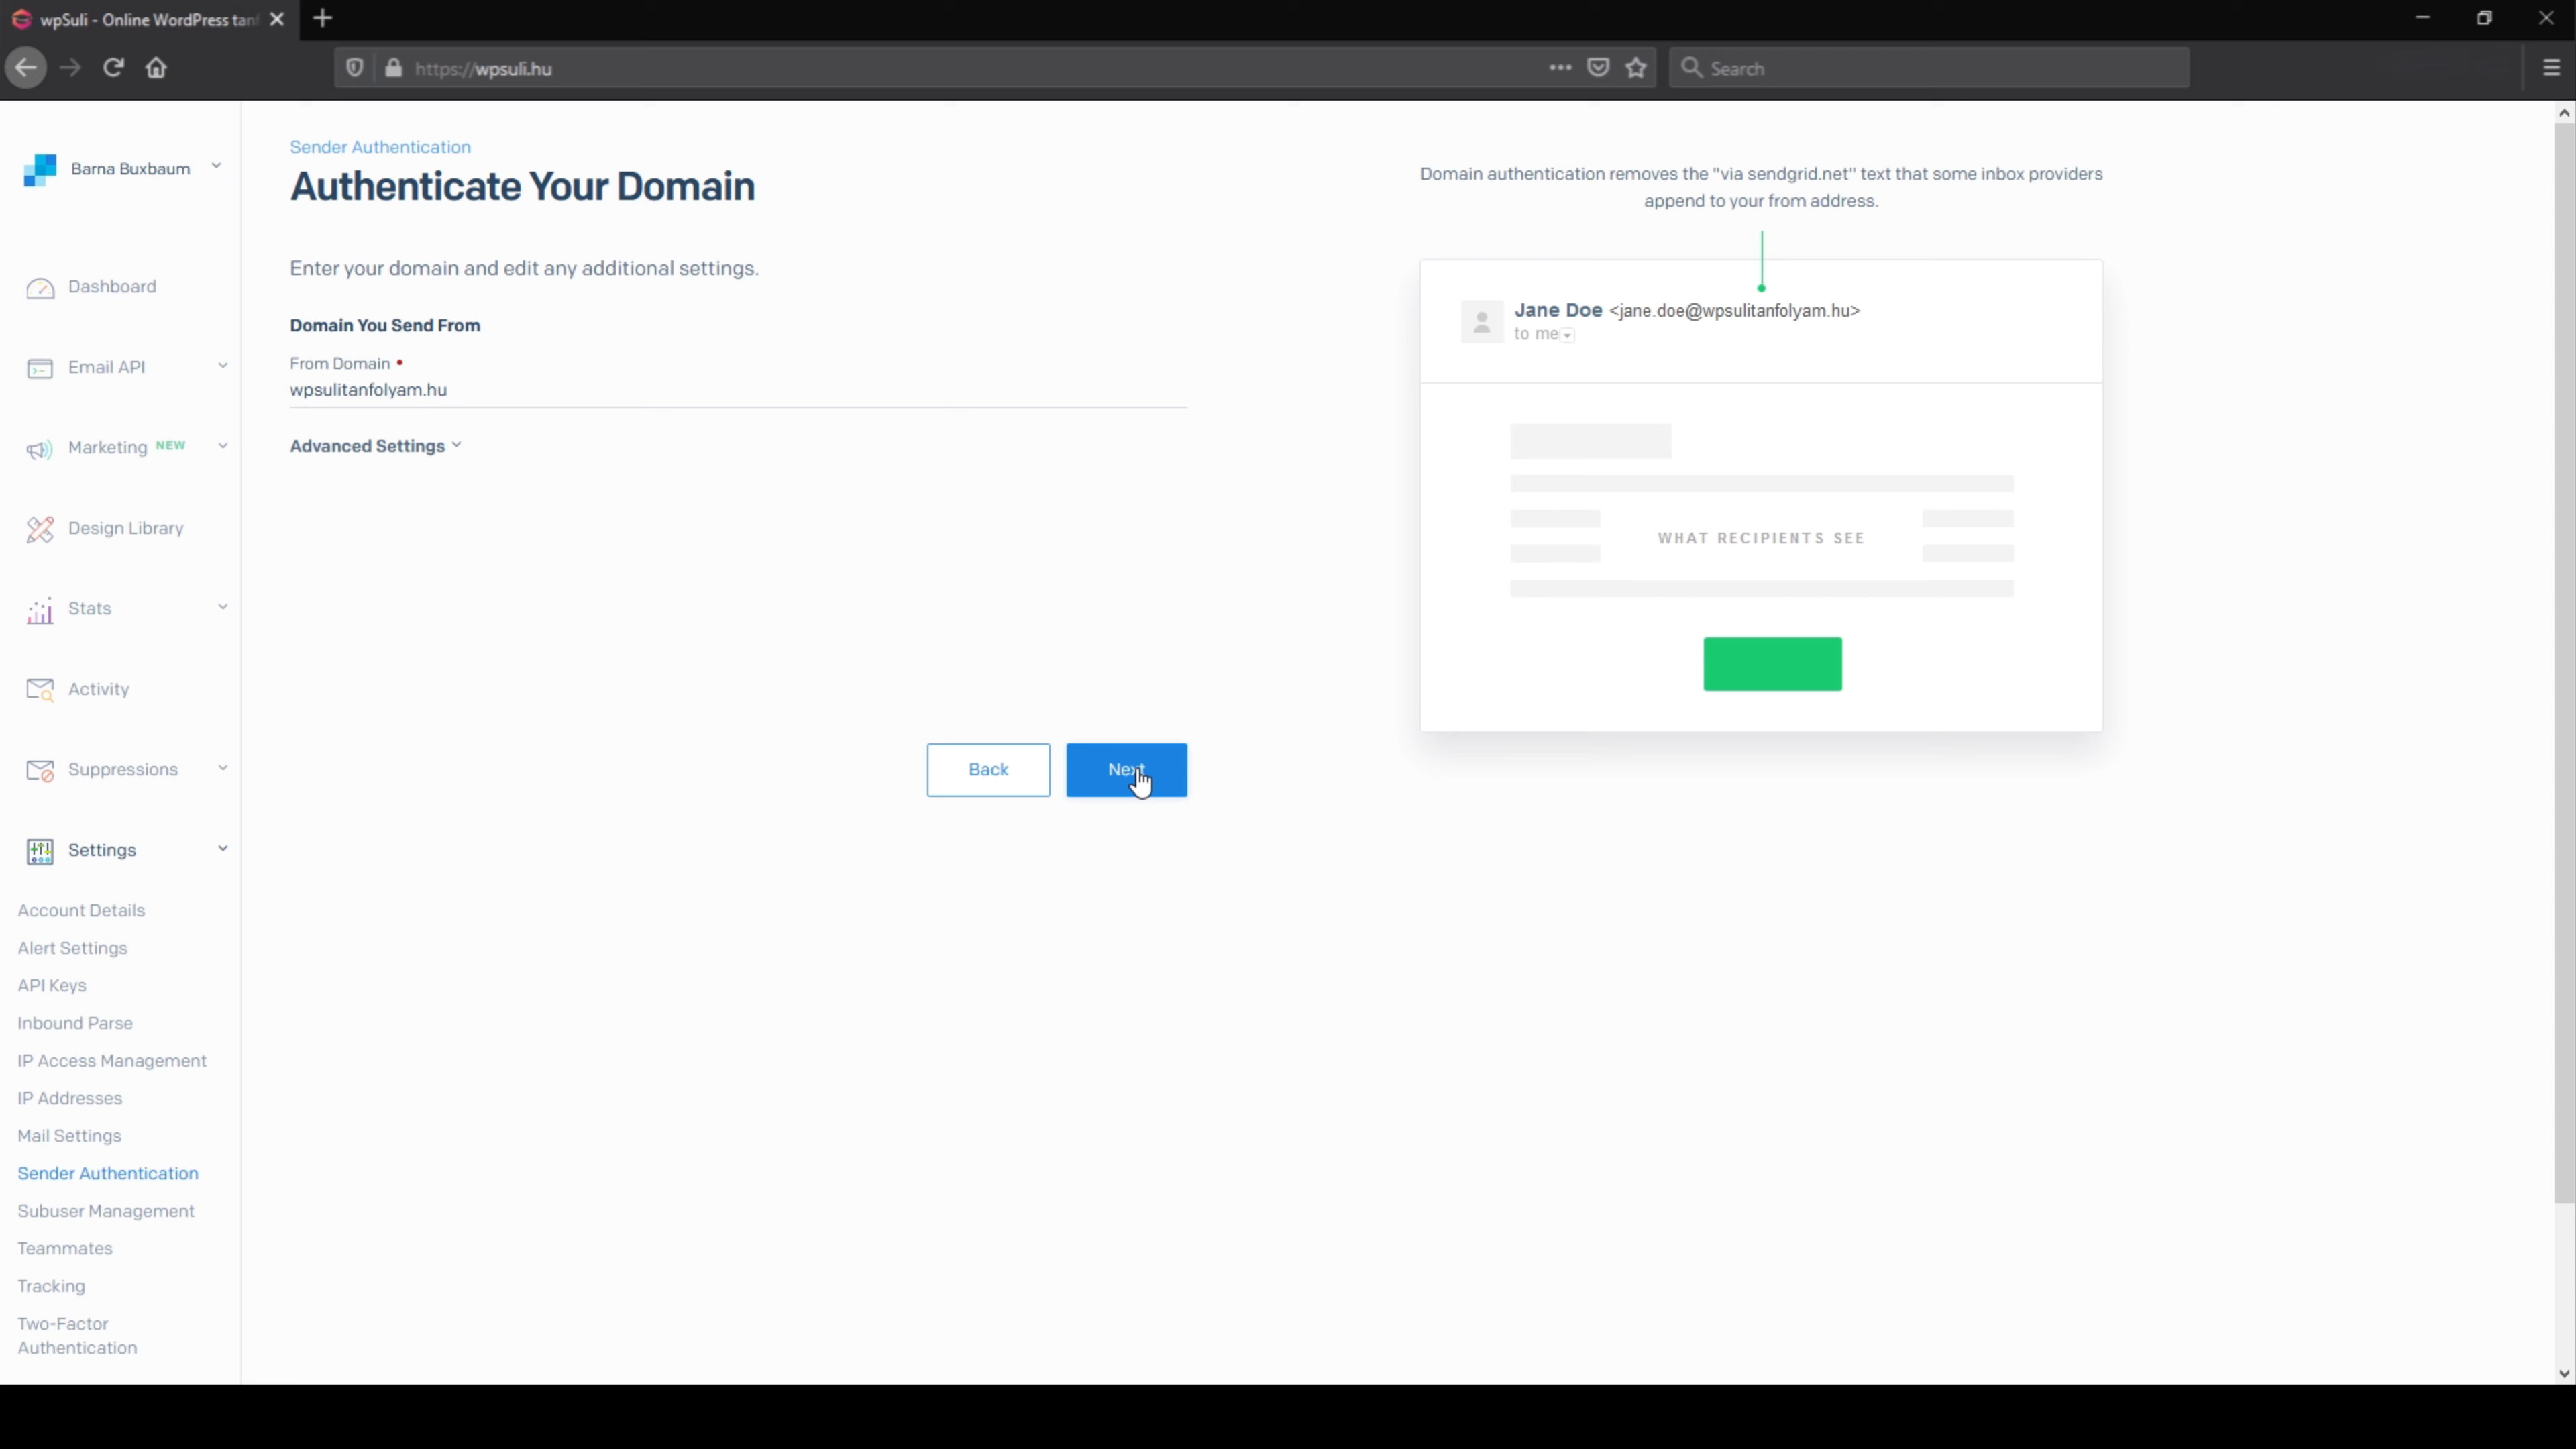 wpSuli - Online WordPress tanf
https://wpsuli.hu
Search
Barna Buxbaum
Dashboard
Email API
Marketing NEW
Design Library
Stats
Activity
Suppressions
Settings
Account Details
Alert Settings
API Keys
Inbound Parse
IP Access Management
IP Addresses
Mail Settings
Sender Authentication
Subuser Management
Teammates
Tracking
Two-Factor
Authentication
Sender Authentication
Authenticate Your Domain
Enter your domain and edit any additional settings.
Domain You Send From
From Domain
wpsulitanfolyam.hu
Advanced Settings
Back
Next
Domain authentication removes the "via sendgrid.net" text that some inbox providers
append to your from address.
Jane Doe <jane.doe@wpsulitanfolyam.hu>
to me
WHAT RECIPIENTS SEE